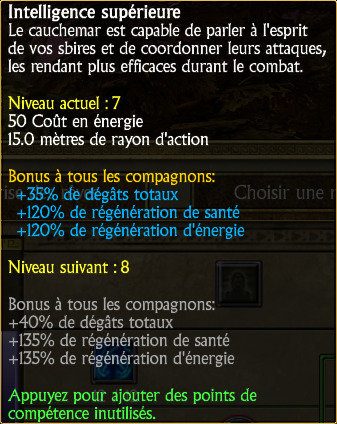 Intelligence supérieure
Le cauchemar est capable de parler à l'esprit
de vos sbires et de coordonner leurs attaques,
les rendant plus efficaces durant le combat.
Niveau actuel : 7
50 Coût en énergie
15.0 mètres de rayon d'action
Bonus à tous les compagnons:
+35% de dégâts totaux
Choisir une
+120% de régénération de santé
+120% de régénération d'énergie
Niveau suivant : 8
Bonus à tous les compagnons:
+40% de dégâts totaux
+135% de régénération de santé
+135% de régénération d'énergie
Appuyez pour ajouter des points de
compétence inutilisés.